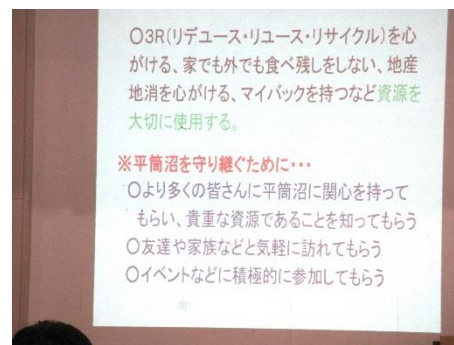 ○3R(リデュース・リユース・リサイクル)を心
がける、家でも外でも食べ残しをしない、地産
地消を心がける、マイバックを持つなど資源を
大切に使用する。
※平筒沼を守り継ぐために・・・
○より多くの皆さんに平筒沼に関心を持って
もらい、貴重な資源であることを知ってもらう
○友達や家族などと気軽に訪れてもらう
○イベントなどに積極的に参加してもらう